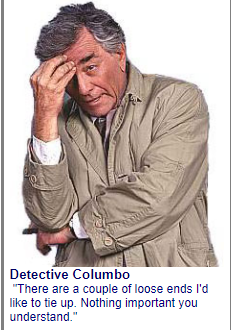 Detective Columbo
"There are a couple of loose ends I'd
like to tie up. Nothing important you
understand."